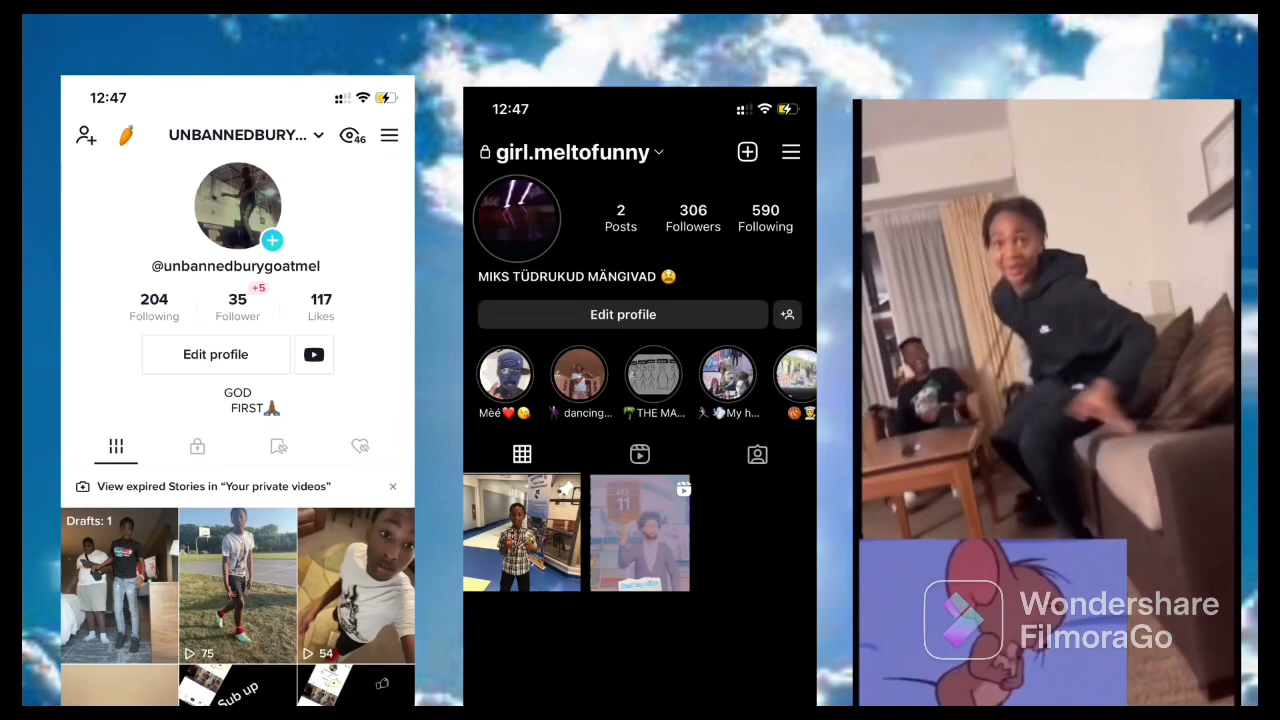 12:47
UNBANNEDBURY...
46
@unbannedburygoatmel
+5
204
35
117
Following
Follower
Likes
Edit profile
GOD
FIRST🙏🏾
View expired Stories in “Your private videos”
Drafts: 1
75
54
Sub up
12:47
girl.meltofunny
2
306
590
Posts
Followers
Following
MIKS TÜDRUKUD MÄNGIVAD 😫
Edit profile
Mèé❤️😘
dancing...
🌴THE MA...
My h...
11
Wondershare
FilmoraGo